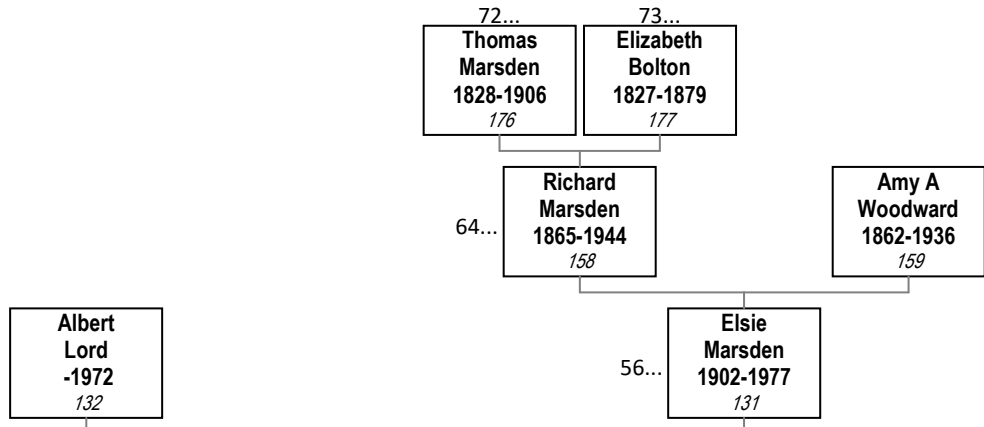 72...
73...
Thomas
Marsden
1828-1906
176
Elizabeth
Bolton
1827-1879
177
64...
Richard
Marsden
1865-1944
158
Amy A
Woodward
1862-1936
159
Albert
Lord
-1972
132
56...
Elsie
Marsden
1902-1977
131